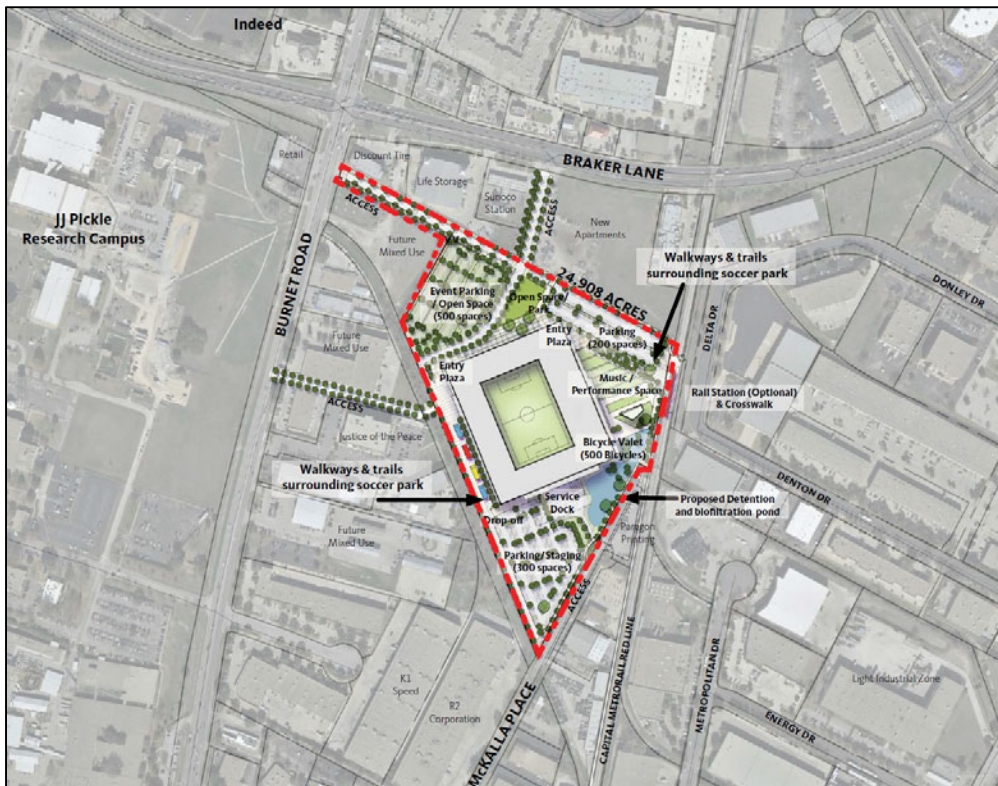 Indeed
Retail
Discount Tire
BRAKER LANE
Life Storage
Sunoco
Station
ACCESS
ACCESS
JJ Pickle
Research Campus
New
Apartments
Future
Mixed Use
Walkways & trails
surrounding soccer park
BURNET ROAD
24.908 ACRES
DONLEY DR
Event Parking
/ Open Space
(500 spaces)
Open Space/
Park
DELTA DR
Entry
Plaza
Parking
(200 spaces)
Future
Mixed Use
Entry
Plaza
Music /
Performance Space
Rail Station (Optional)
& Crosswalk
ACCESS
Justice of the Peace
Bicycle Valet
(500 Bicycles)
Walkways & trails
surrounding soccer park
DENTON DR
Service
Dock
Proposed Detention
and biofiltration pond
Drop-off
Future
Mixed Use
Paragon
Printing
Parking/Staging
(300 spaces)
ACCESS
K1
Speed
Light Industrial Zone
R2
Corporation
McKALLA PLACE
CAPITAL METRORAIL RED LINE
METROPOLITAN DR
ENERGY DR